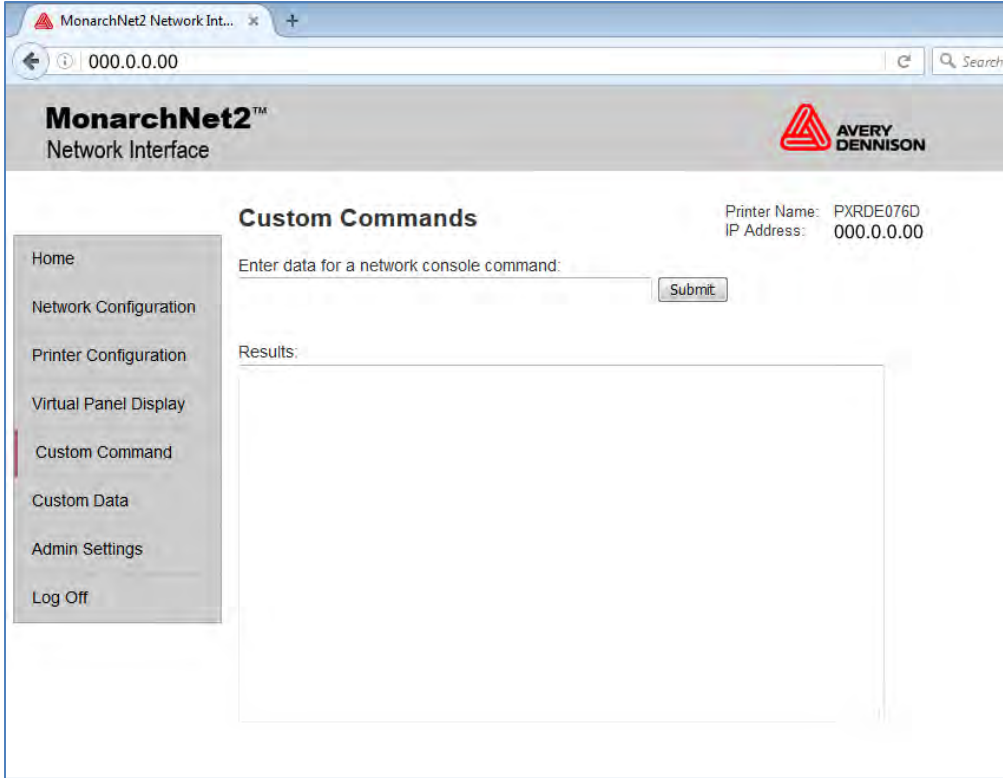 MonarchNet2 Network Int... × +
000.0.0.00
Search
MonarchNet2™
Network Interface
AVERY
DENNISON
Custom Commands
Printer Name: PXRDE076D
IP Address: 000.0.0.00
Home
Network Configuration
Printer Configuration
Virtual Panel Display
Custom Command
Custom Data
Admin Settings
Log Off
Enter data for a network console command:
Submit
Results: